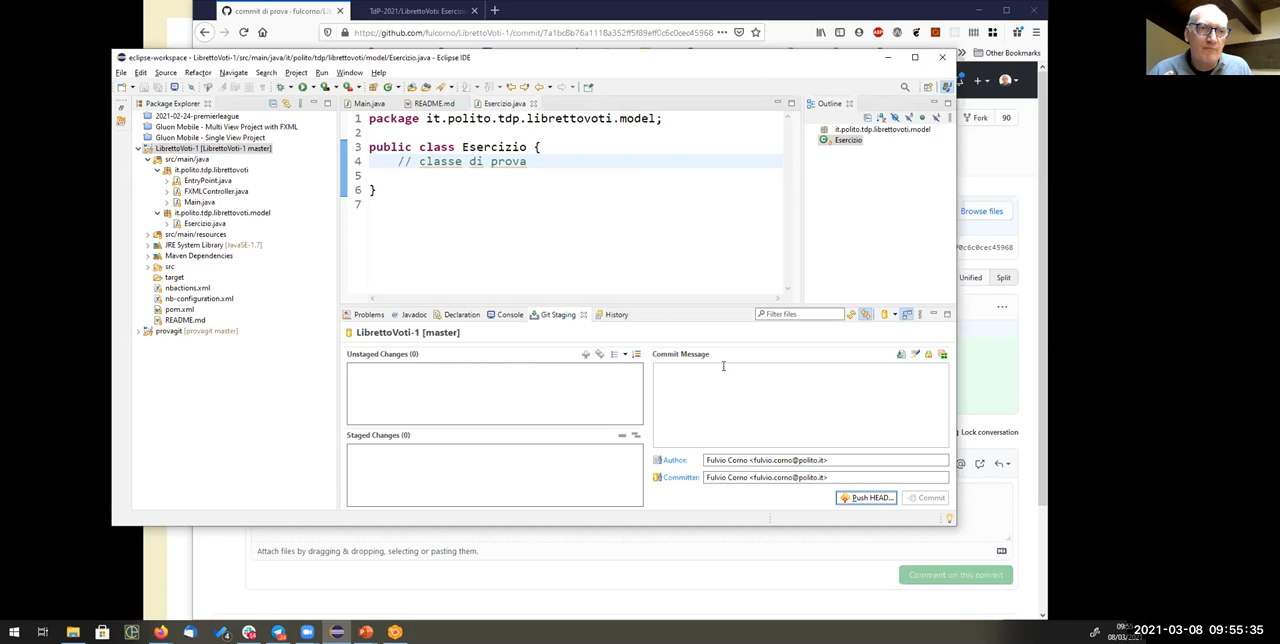 commit di prova · fulcorno/Libre
TdP-2021/LibrettoVoti: Eserciz
https://github.com/fulcorno/LibrettoVoti-1/commit/7a1bc8b76a1118a352ff5f89eff0c6c0cec45968
Other Bookmarks
eclipse-workspace - LibrettoVoti-1/src/main/java/it/polito/tdp/librettovoti/model/Esercizio.java - Eclipse IDE
File Edit Source Refactor Navigate Search Project Run Window Help
Package Explorer
Main.java
README.md
Esercizio.java
Outline
2021-02-24-premierleague
Gluon Mobile - Multi View Project with FXML
Gluon Mobile - Single View Project
LibrettoVoti-1 [LibrettoVoti-1 master]
src/main/java
it.polito.tdp.librettovoti
EntryPoint.java
FXMLController.java
Main.java
it.polito.tdp.librettovoti.model
Esercizio.java
src/main/resources
JRE System Library [JavaSE-1.7]
Maven Dependencies
src
target
nbactions.xml
nb-configuration.xml
pom.xml
README.md
provagit [provagit master]
1 package it.polito.tdp.librettovoti.model;
2
3 public class Esercizio {
4 // classe di prova
5
6 }
7
it.polito.tdp.librettovoti.model
Esercizio
Fork 90
Browse files
f0c6c0cec45968
Unified Split
Lock conversation
Problems Javadoc Declaration Console Git Staging History
Filter files
LibrettoVoti-1 [master]
Unstaged Changes (0)
Commit Message
Staged Changes (0)
Author: Fulvio Corno <fulvio.corno@polito.it>
Committer: Fulvio Corno <fulvio.corno@polito.it>
Push HEAD... Commit
Attach files by dragging & dropping, selecting or pasting them.
Comment on this commit
09:55
08/03/2021
2021-03-08 09:55:35